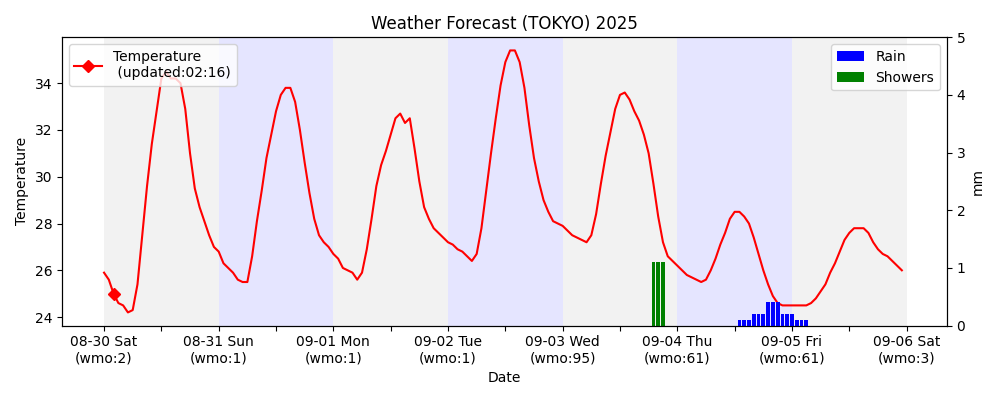 Weather Forecast (TOKYO) 2025
Temperature
(updated:02:16)
Rain
Showers
Temperature
34
32
30
28
26
24
5
4
3
2
1
0
mm
08-30 Sat
(wmo:2)
08-31 Sun
(wmo:1)
09-01 Mon
(wmo:1)
09-02 Tue
(wmo:1)
09-03 Wed
(wmo:95)
09-04 Thu
(wmo:61)
09-05 Fri
(wmo:61)
09-06 Sat
(wmo:3)
Date